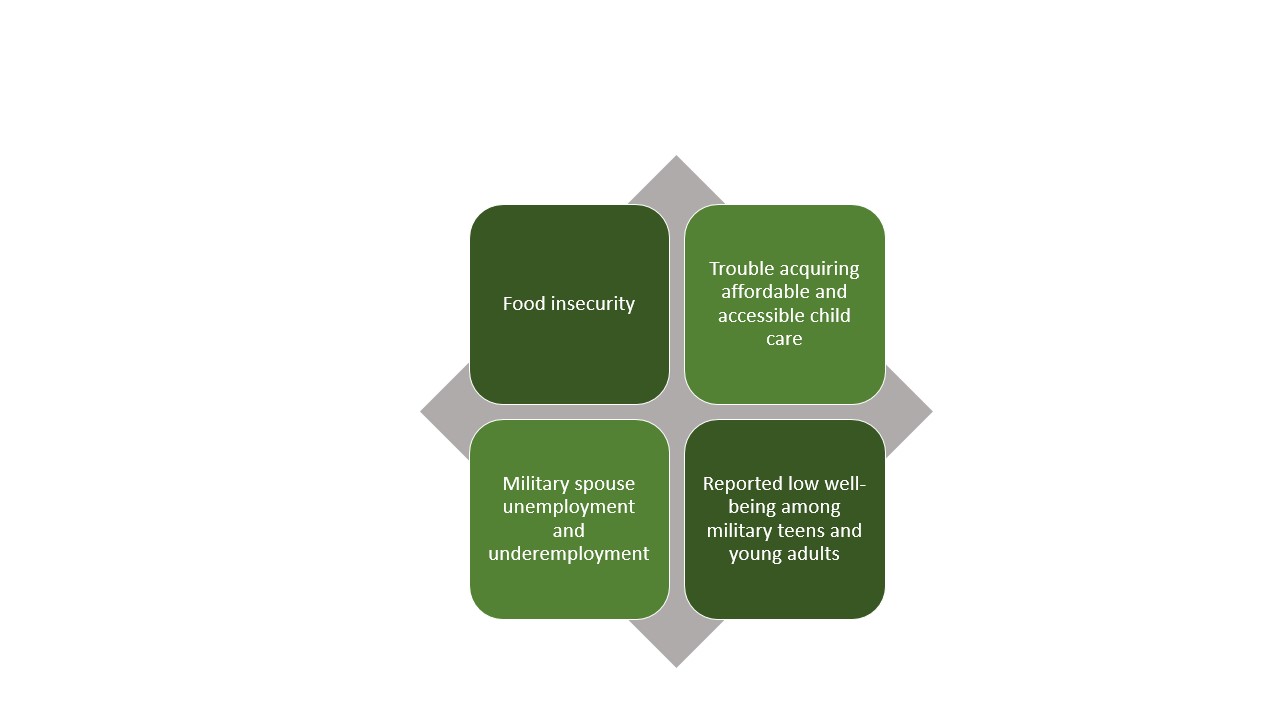 Food insecurity
Trouble acquiring
affordable and
accessible child
care
Military spouse
unemployment
and
underemployment
Reported low well-
being among
military teens and
young adults